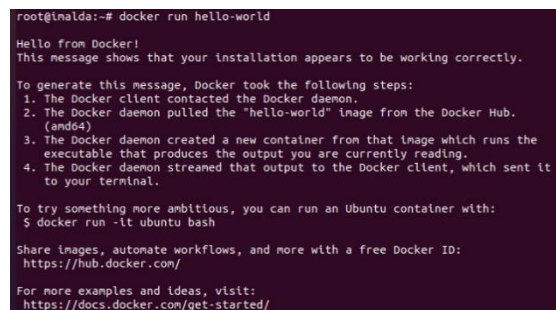 root@imalda:~# docker run hello-world
Hello from Docker!
This message shows that your installation appears to be working correctly.
To generate this message, Docker took the following steps:
1. The Docker client contacted the Docker daemon.
2. The Docker daemon pulled the "hello-world" image from the Docker Hub.
(amd64)
3. The Docker daemon created a new container from that image which runs the
executable that produces the output you are currently reading.
4. The Docker daemon streamed that output to the Docker client, which sent it
to your terminal.
To try something more ambitious, you can run an Ubuntu container with:
$ docker run -it ubuntu bash
Share images, automate workflows, and more with a free Docker ID:
https://hub.docker.com/
For more examples and ideas, visit:
https://docs.docker.com/get-started/